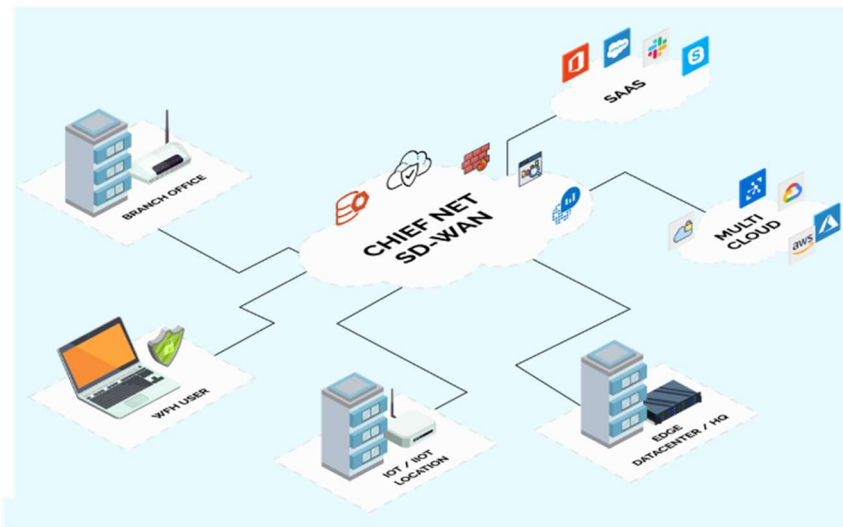 SAAS
BRANCH OFFICE
CHIEF NET
SD-WAN
MULTI
CLOUD
aws
WFH USER
IOT / IIOT
LOCATION
EDGE
DATACENTER / HQ